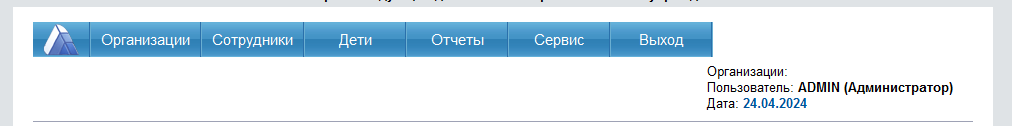 Организации Сотрудники Дети Отчеты Сервис Выход
Организации:
Пользователь: ADMIN (Администратор)
Дата: 24.04.2024